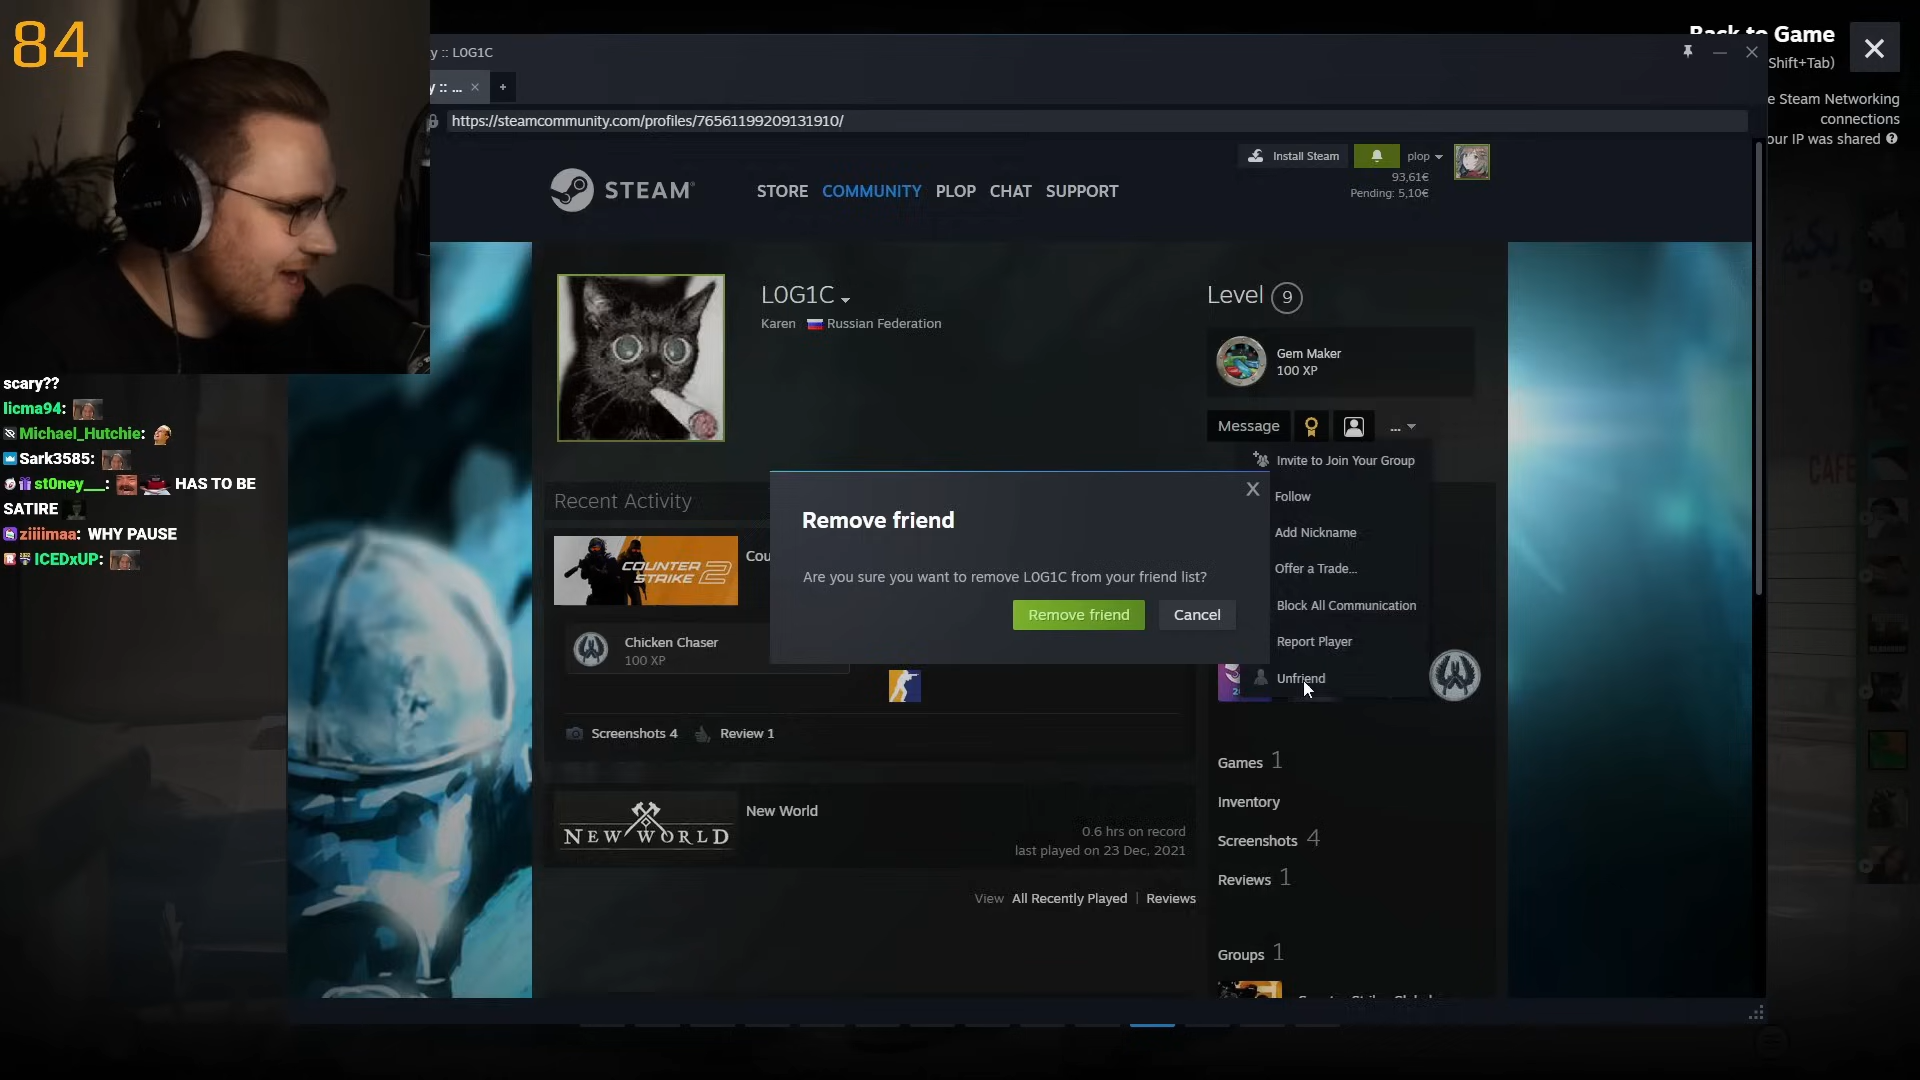 84
y :: L0G1C
y :: ...
https://steamcommunity.com/profiles/76561199209131910/
Back to Game
Shift+Tab)
e Steam Networking
connections
our IP was shared
Install Steam
plop
93,61€
Pending: 5,10€
STEAM
STORE COMMUNITY PLOP CHAT SUPPORT
L0G1C
Karen Russian Federation
Level 9
Gem Maker
100 XP
Message
...
Invite to Join Your Group
Follow
Add Nickname
Offer a Trade...
Block All Communication
Report Player
Unfriend
scary??
licma94:
Michael_Hutchie:
Sark3585:
st0ney___: HAS TO BE
SATIRE
ziiiimaa: WHY PAUSE
ICEDxUP:
Recent Activity
COUNTER
STRIKE 2
Cou
Remove friend
X
Are you sure you want to remove L0G1C from your friend list?
Remove friend
Cancel
Chicken Chaser
100 XP
Screenshots 4
Review 1
NEW WORLD
New World
0.6 hrs on record
last played on 23 Dec, 2021
View All Recently Played | Reviews
Games 1
Inventory
Screenshots 4
Reviews 1
Groups 1
CAFE